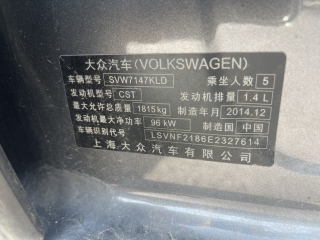 大众汽车(VOLKSWAGEN)
车辆型号 SVW7147KLD 乘坐人数 5
发动机型号 CST 发动机排量 1.4 L
最大允许总质量 1815kg 制造年月 2014.12
发动机最大净功率 96 kW 制造国 中国
车辆识别代号 LSVNF2186E2327614
上海大众汽车有限公司